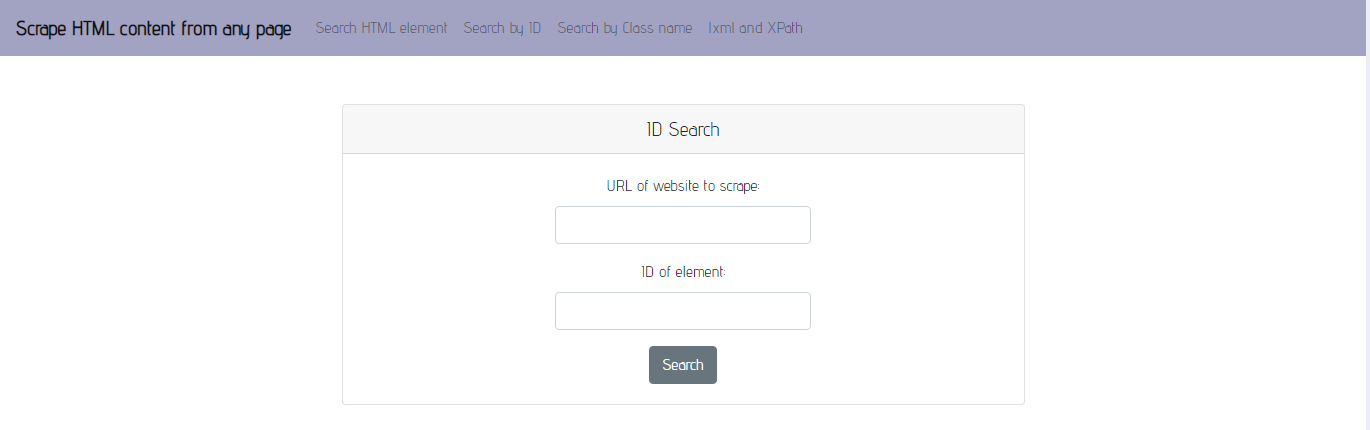 Scrape HTML content from any page Search HTML element Search by ID Search by Class name lxml and XPath
ID Search
URL of website to scrape:
ID of element:
Search